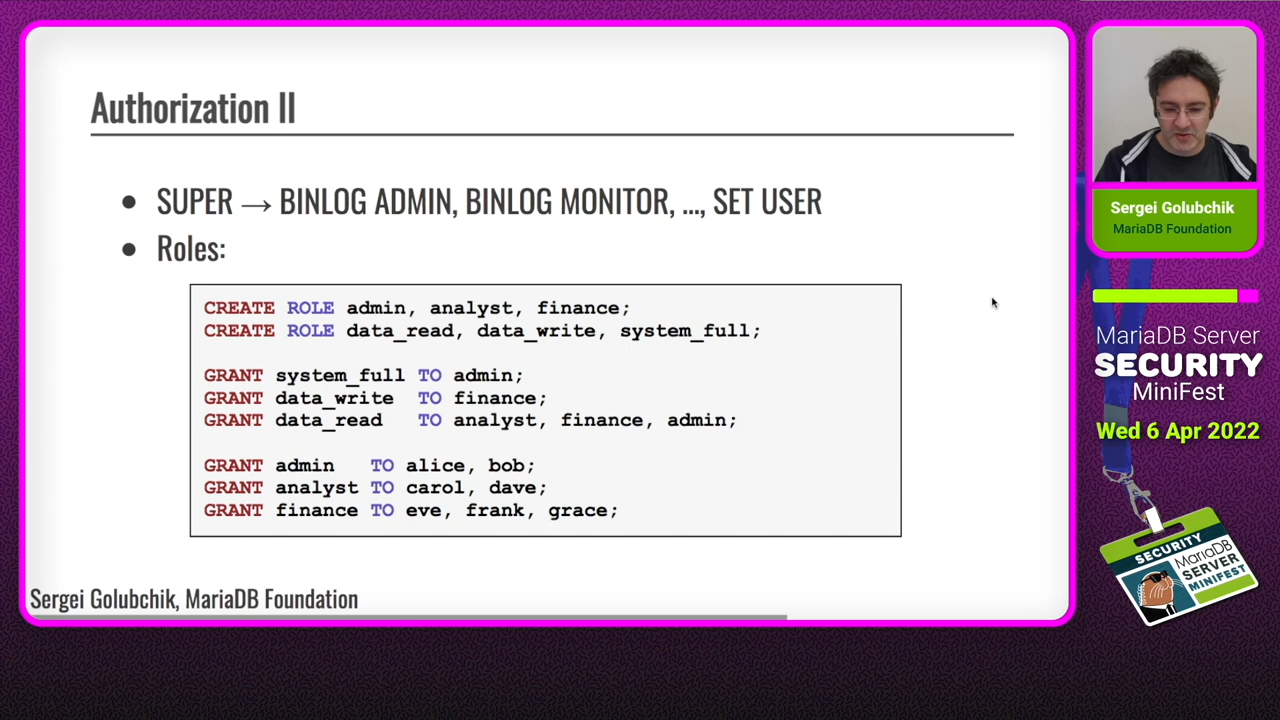 Authorization II
● SUPER → BINLOG ADMIN, BINLOG MONITOR, ..., SET USER
● Roles:
CREATE ROLE admin, analyst, finance;
CREATE ROLE data_read, data_write, system_full;
GRANT system_full TO admin;
GRANT data_write TO finance;
GRANT data_read TO analyst, finance, admin;
GRANT admin TO alice, bob;
GRANT analyst TO carol, dave;
GRANT finance TO eve, frank, grace;
Sergei Golubchik, MariaDB Foundation
Sergei Golubchik
MariaDB Foundation
MariaDB Server
SECURITY
MiniFest
Wed 6 Apr 2022
SECURITY
MariaDB
SERVER
MINIFEST